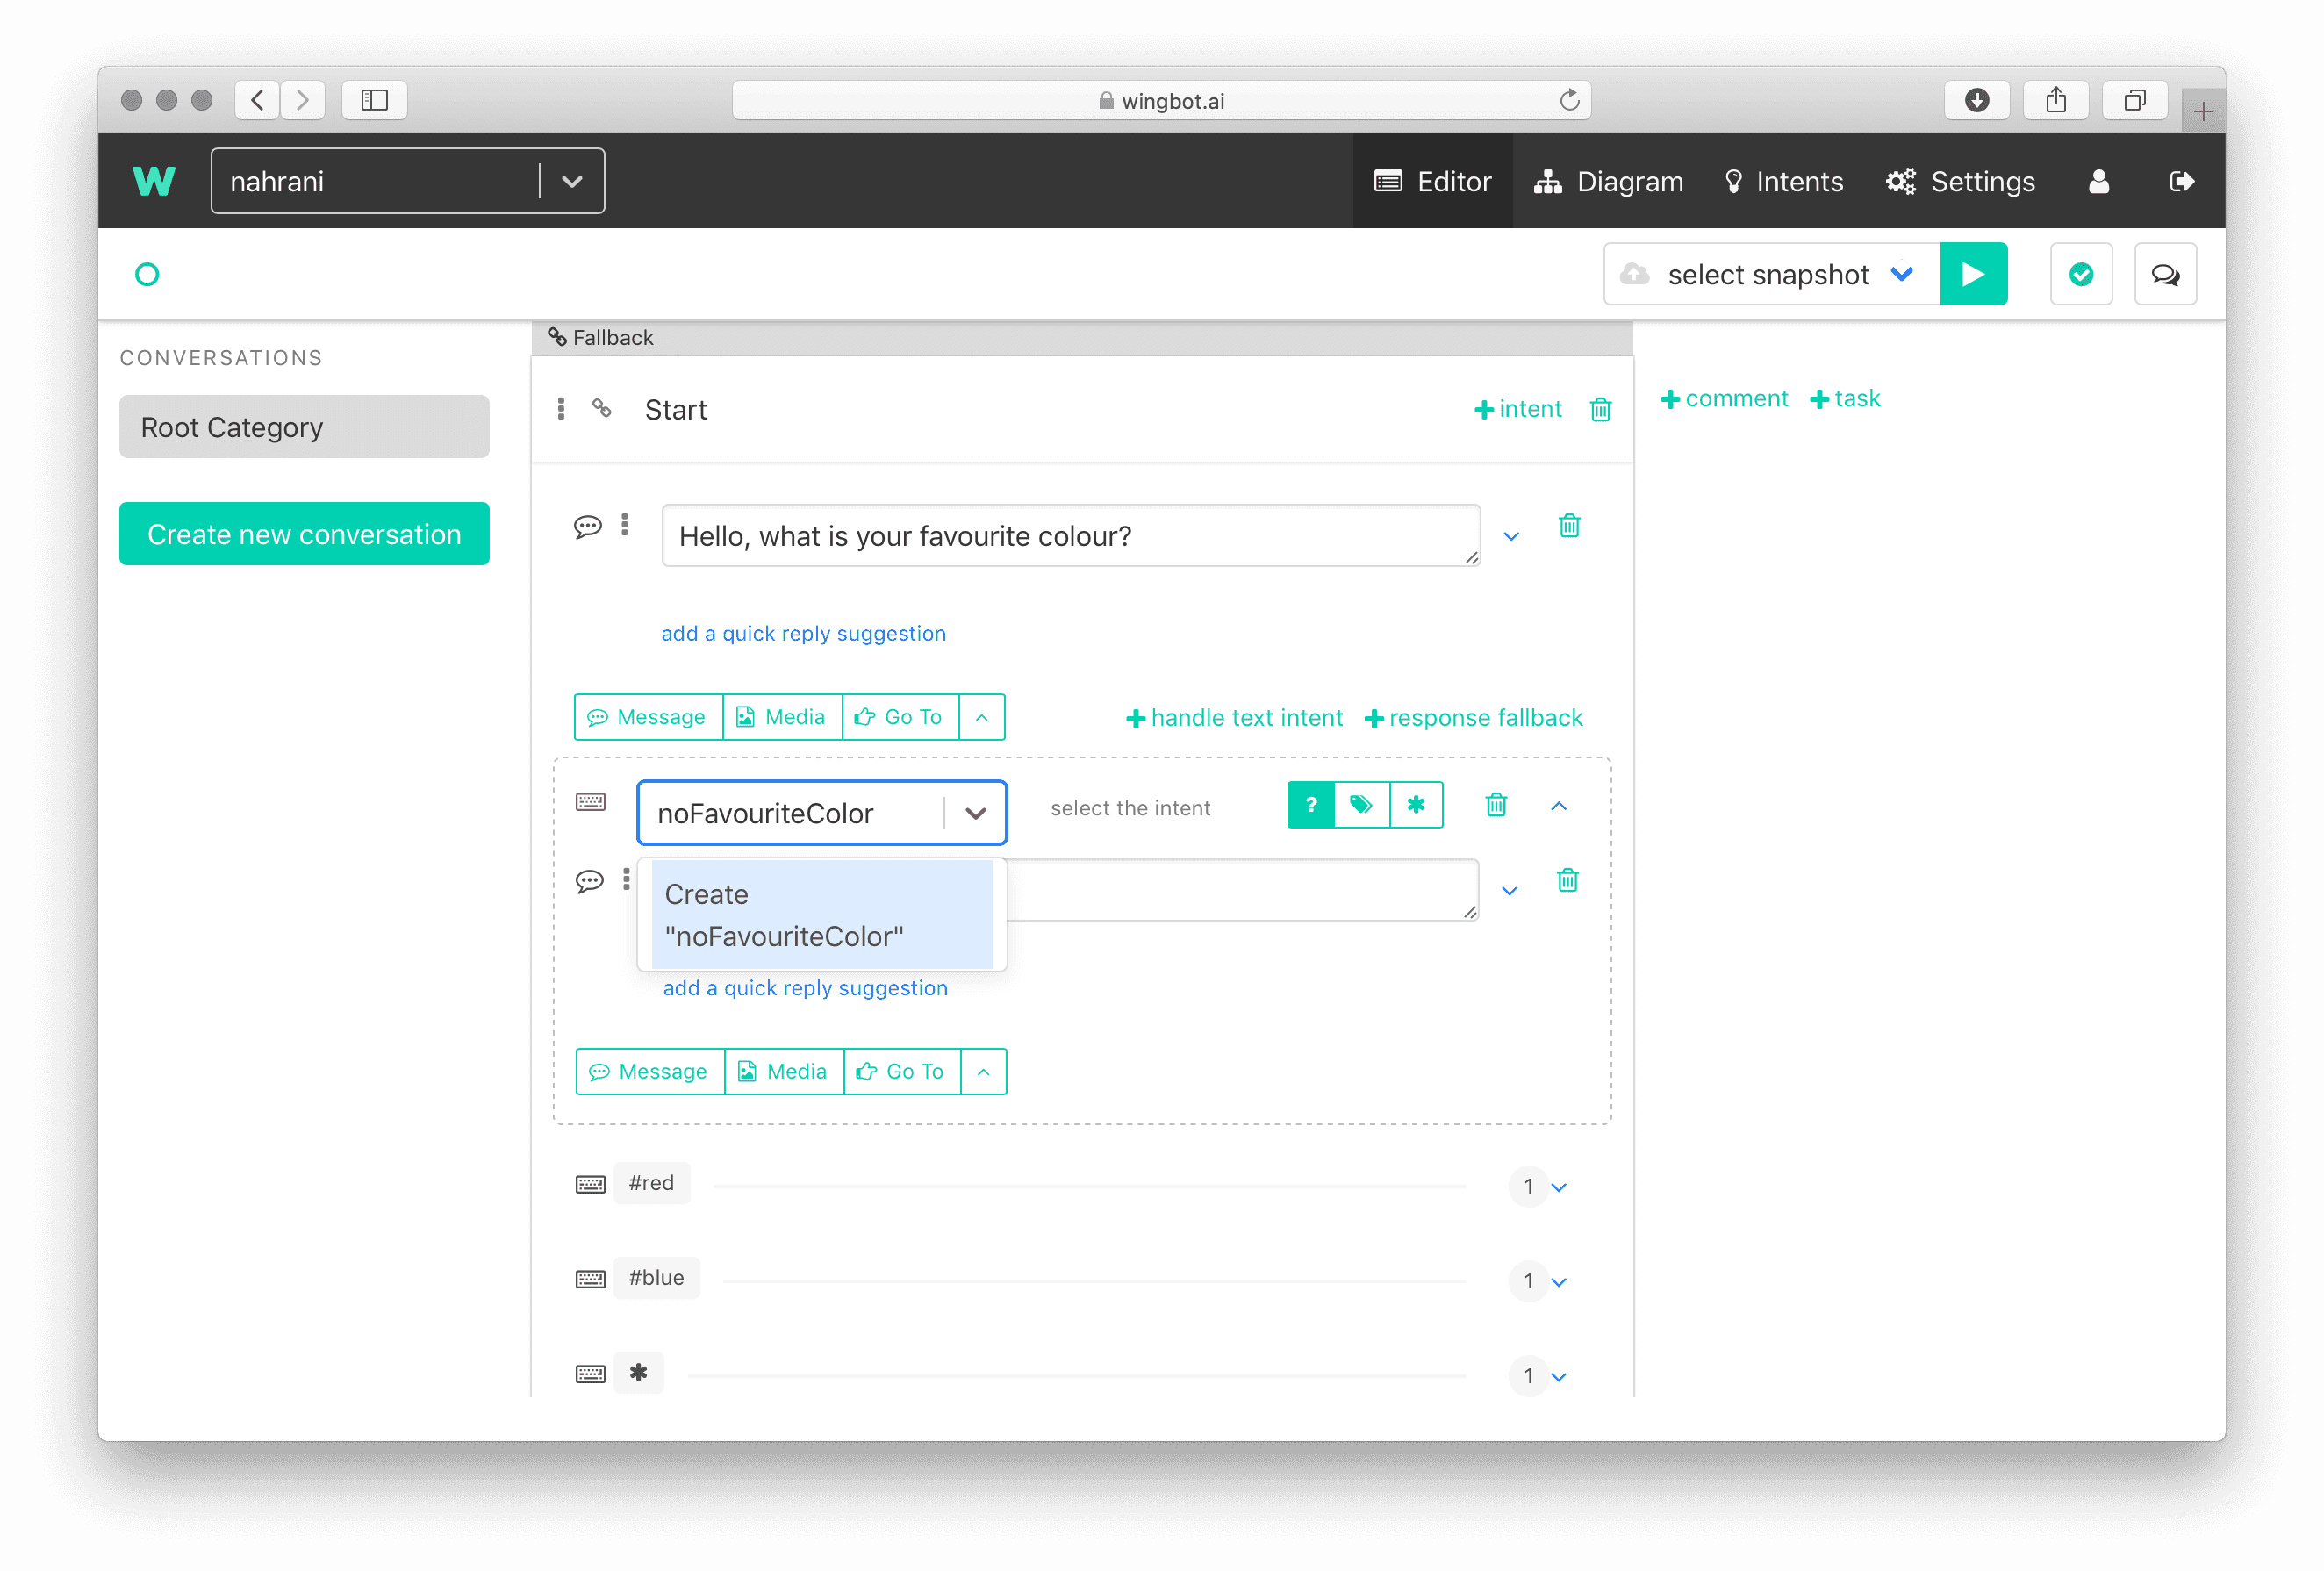 wingbot.ai
W
nahrani
Editor
Diagram
Intents
Settings
select snapshot
CONVERSATIONS
Root Category
Create new conversation
Fallback
Start
+intent
+comment
+task
Hello, what is your favourite colour?
add a quick reply suggestion
Message
Media
Go To
+handle text intent
+response fallback
noFavouriteColor
select the intent
?
*
Create
"noFavouriteColor"
add a quick reply suggestion
Message
Media
Go To
#red
1
#blue
1
*
1